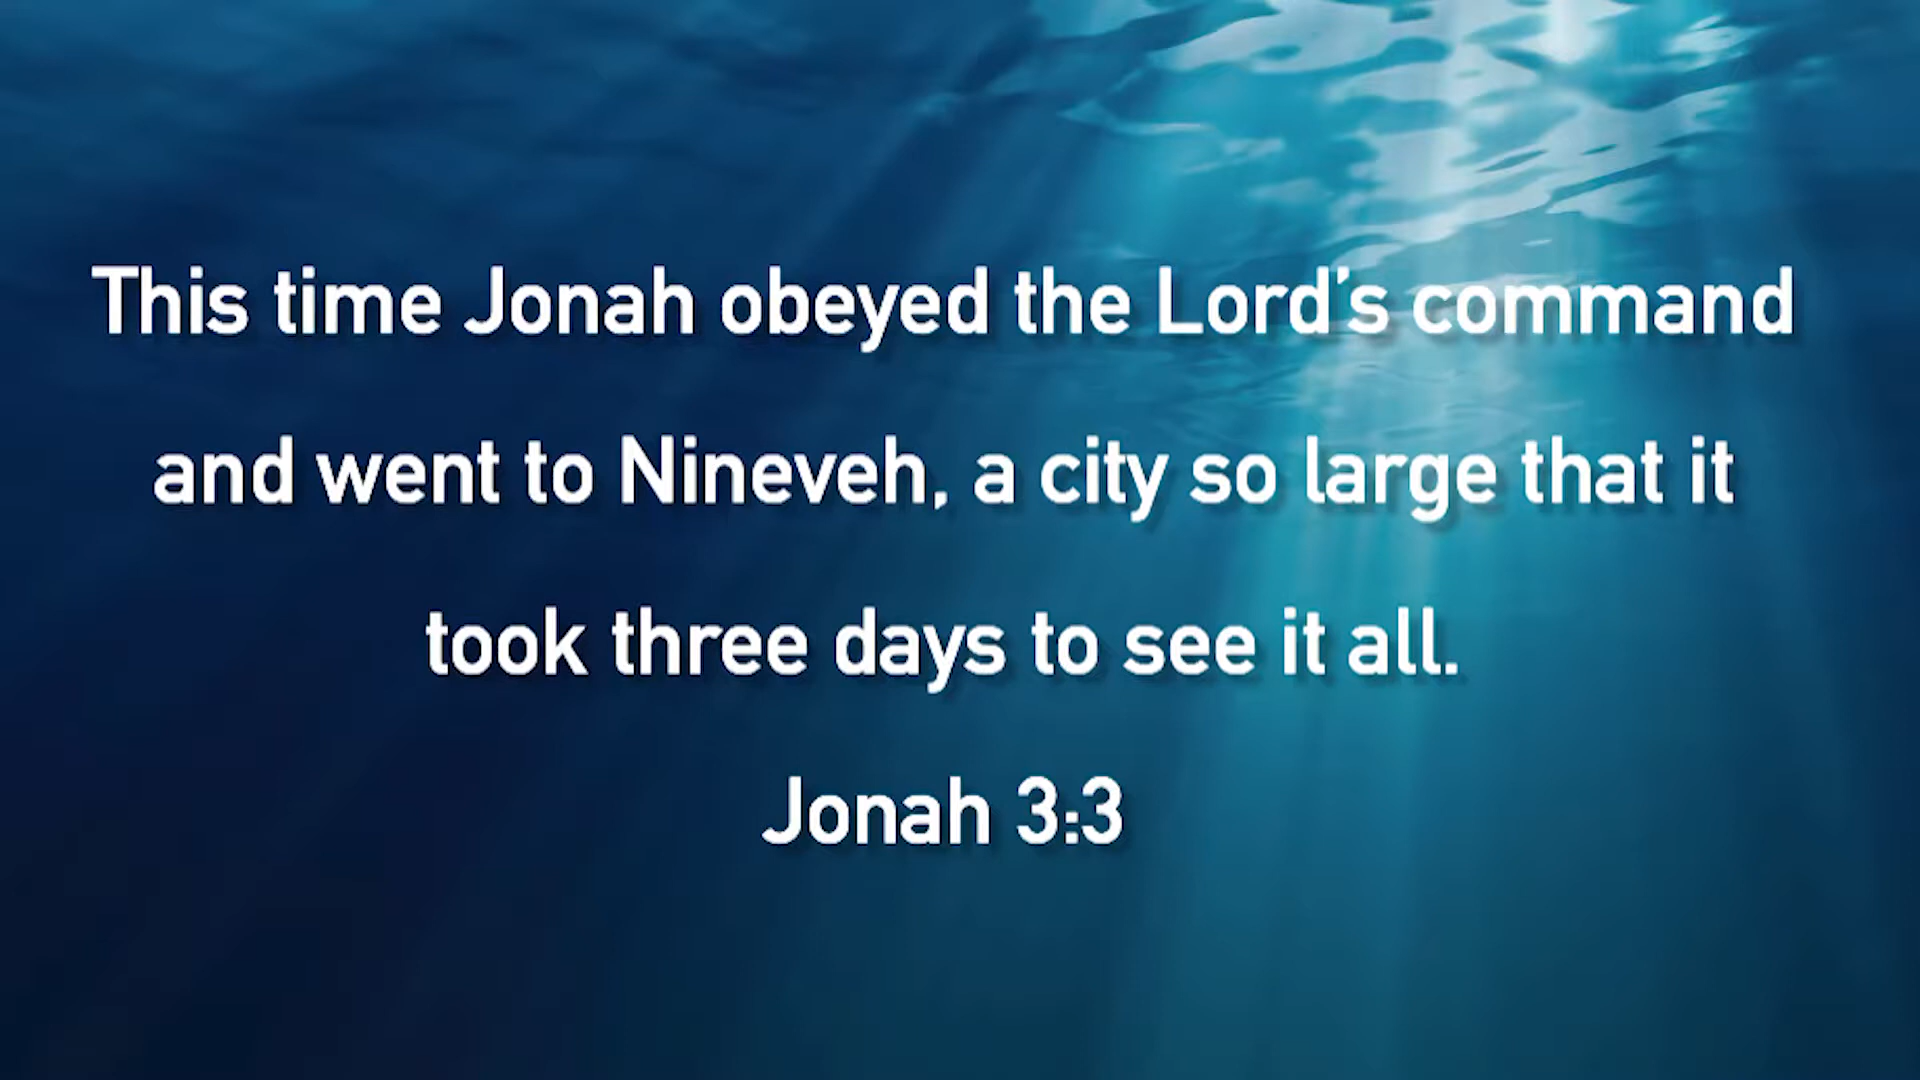 This time Jonah obeyed the Lord’s command
and went to Nineveh, a city so large that it
took three days to see it all.
Jonah 3:3